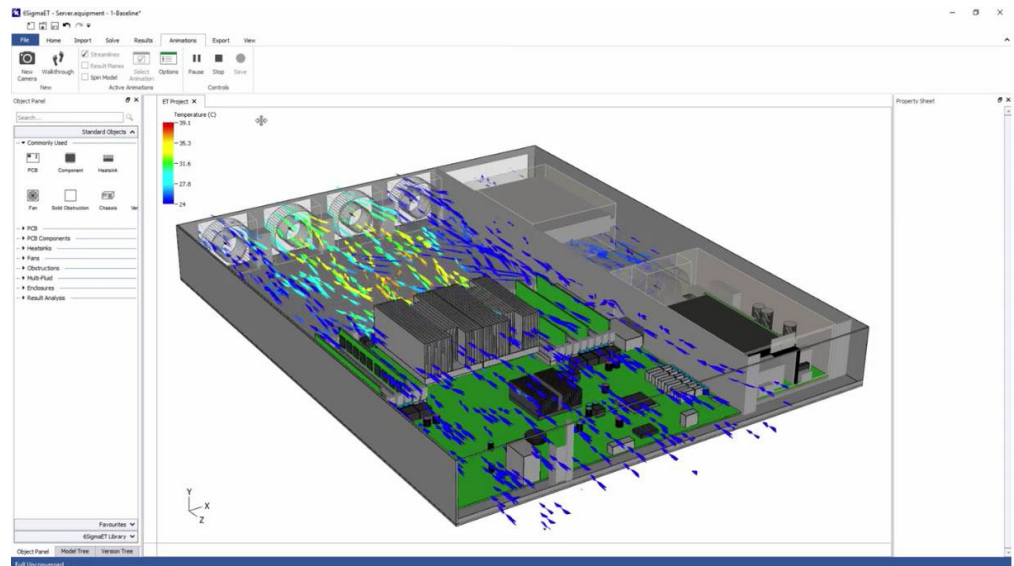 6SigmaET - Server.equipment - 1-Baseline*
File Home Import Solve Results Animations Export View
New Camera
Walkthrough
Streamlines
Result Planes
Spin Model
Select Animation
Options
Pause Stop Save
New Active Animations Controls
Object Panel
ET Project
Property Sheet
Search...
Standard Objects
Commonly Used
PCB Component Heatsink
Fan Solid Obstruction Chassis Ver
PCB
PCB Components
Heatsinks
Fans
Obstructions
Multi-Fluid
Enclosures
Result Analysis
Temperature (C)
39.1
35.3
31.6
27.8
24
Y
X
Z
Favourites
6SigmaET Library
Object Panel Model Tree Version Tree
Full Unconverged